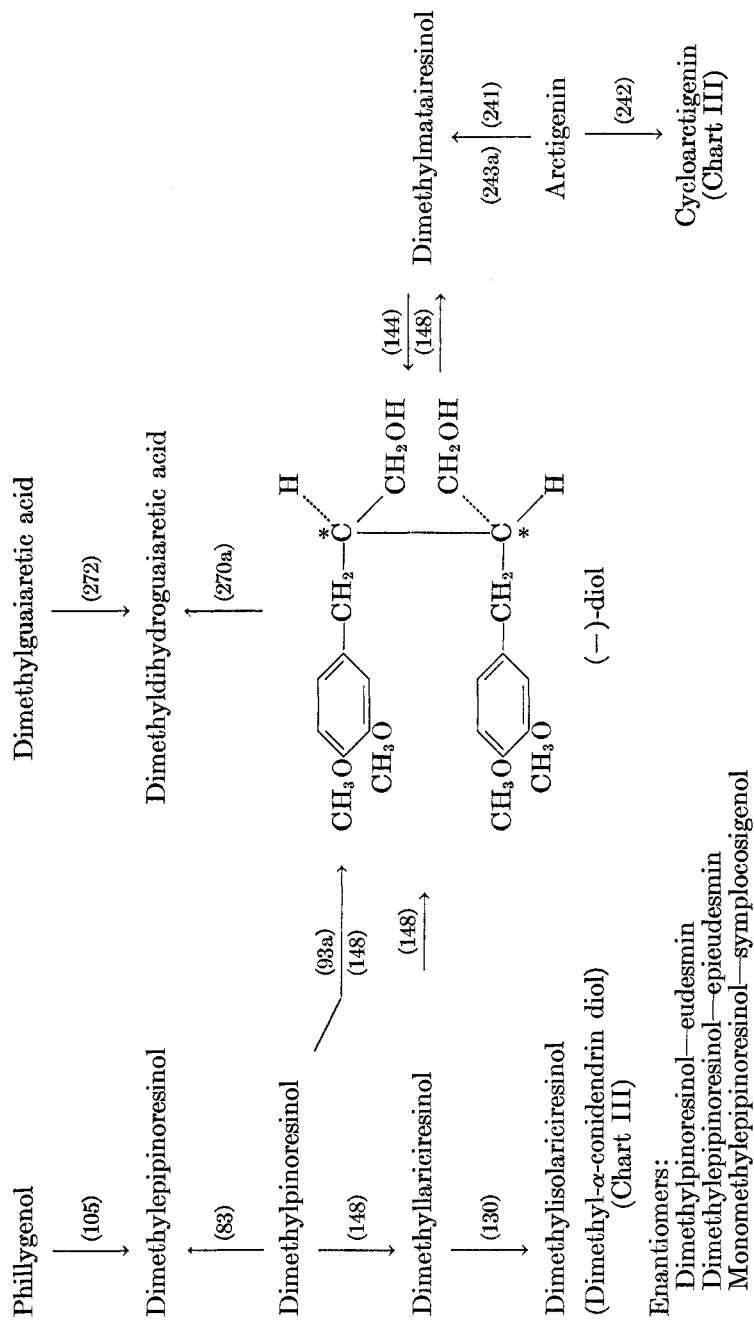 Phillygenol
(105)
Dimethylepipinoresinol
(83)
Dimethylpinoresinol
(148)
Dimethyllariciresinol
(130)
Dimethylisolariciresinol
(Dimethyl-α-conidendrin diol)
(Chart III)
(93a)
(148)
(148)
Dimethylguaiaretic acid
(272)
Dimethyldihydroguaiaretic acid
(270a)
H
*
CH₃O CH₂—C
CH₃O
CH₂OH
CH₂OH
CH₃O CH₂—C
CH₃O
*
H
(−)-diol
(144)
(148)
Dimethylmatairesinol
(243a) (241)
Arctigenin
(242)
Cycloarctigenin
(Chart III)
Enantiomers:
Dimethylpinoresinol—eudesmin
Dimethylepipinoresinol—epieudesmin
Monomethylepipinoresinol—symplocosigenol